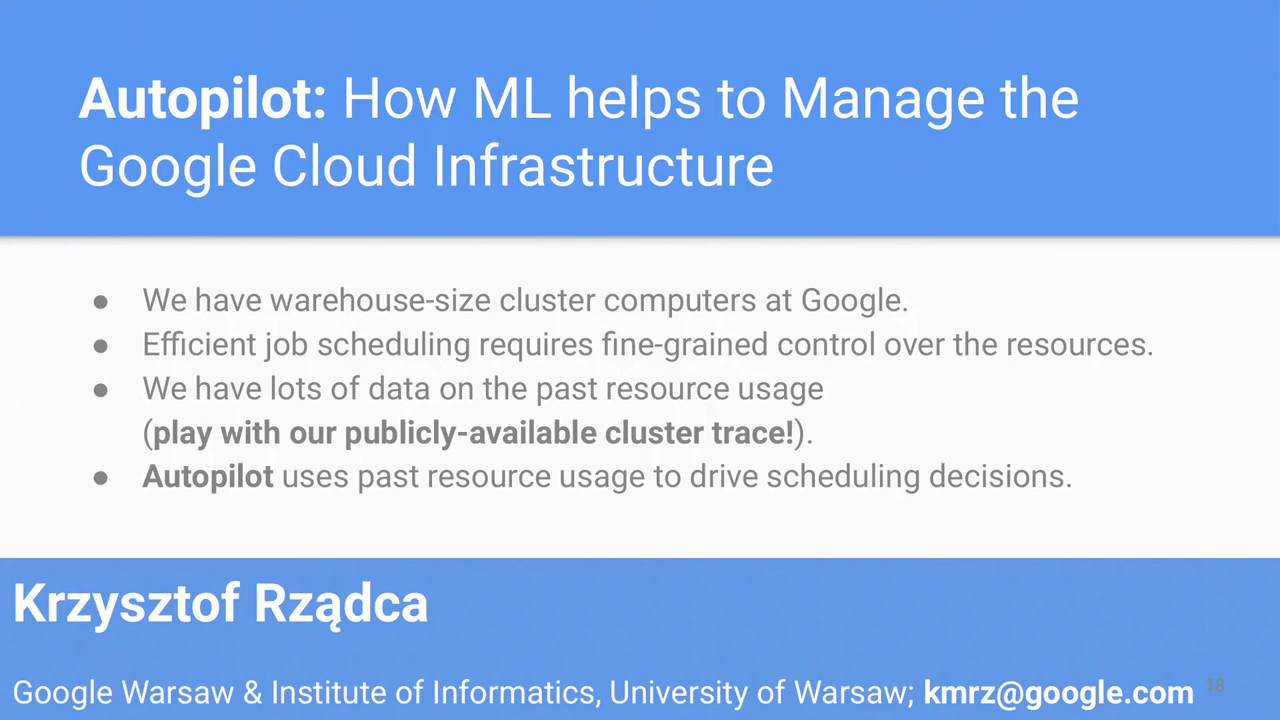 Autopilot: How ML helps to Manage the
Google Cloud Infrastructure
● We have warehouse-size cluster computers at Google.
● Efficient job scheduling requires fine-grained control over the resources.
● We have lots of data on the past resource usage
(play with our publicly-available cluster trace!).
● Autopilot uses past resource usage to drive scheduling decisions.
Krzysztof Rządca
Google Warsaw & Institute of Informatics, University of Warsaw; kmrz@google.com
18